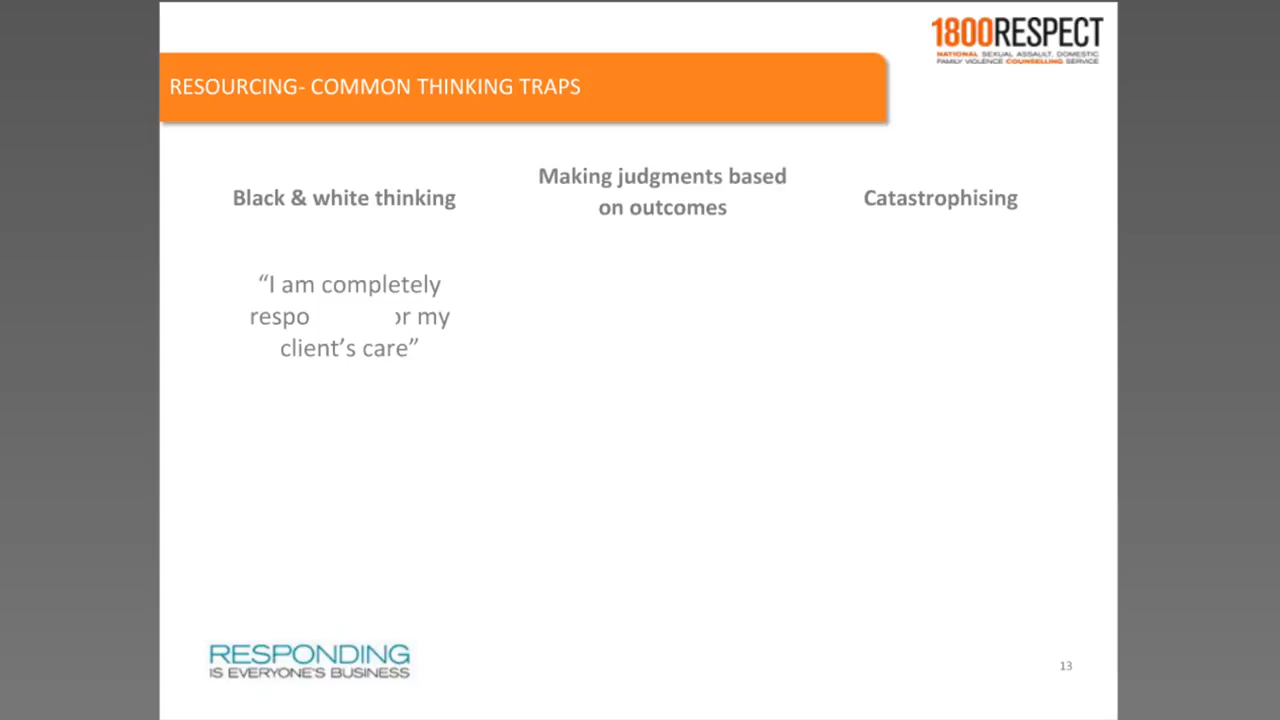 1800RESPECT
NATIONAL SEXUAL ASSAULT, DOMESTIC
FAMILY VIOLENCE COUNSELLING SERVICE
RESOURCING- COMMON THINKING TRAPS
Black & white thinking
Making judgments based
on outcomes
Catastrophising
“I am completely
respo or my
client’s care”
RESPONDING
IS EVERYONE'S BUSINESS
13